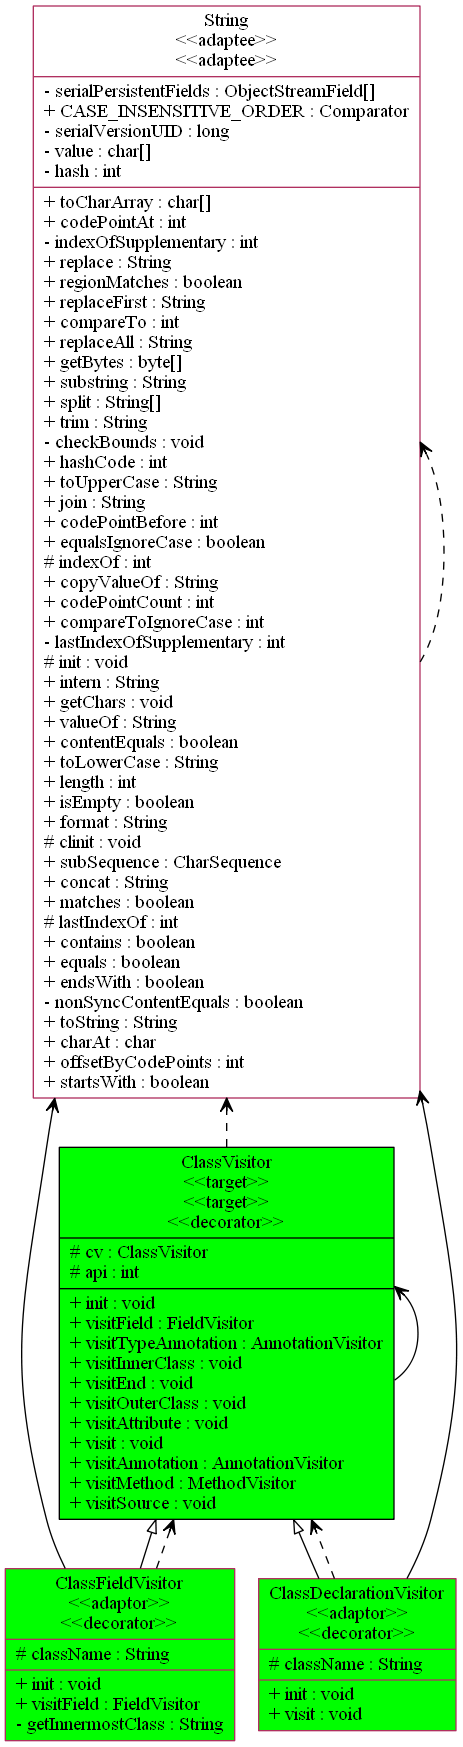 String
<<adaptee>>
<<adaptee>>
- serialPersistentFields : ObjectStreamField[]
+ CASE_INSENSITIVE_ORDER : Comparator
- serialVersionUID : long
- value : char[]
- hash : int
+ toCharArray : char[]
+ codePointAt : int
- indexOfSupplementary : int
+ replace : String
+ regionMatches : boolean
+ replaceFirst : String
+ compareTo : int
+ replaceAll : String
+ getBytes : byte[]
+ substring : String
+ split : String[]
+ trim : String
- checkBounds : void
+ hashCode : int
+ toUpperCase : String
+ join : String
+ codePointBefore : int
+ equalsIgnoreCase : boolean
# indexOf : int
+ copyValueOf : String
+ codePointCount : int
+ compareToIgnoreCase : int
- lastIndexOfSupplementary : int
# init : void
+ intern : String
+ getChars : void
+ valueOf : String
+ contentEquals : boolean
+ toLowerCase : String
+ length : int
+ isEmpty : boolean
+ format : String
# clinit : void
+ subSequence : CharSequence
+ concat : String
+ matches : boolean
# lastIndexOf : int
+ contains : boolean
+ equals : boolean
+ endsWith : boolean
- nonSyncContentEquals : boolean
+ toString : String
+ charAt : char
+ offsetByCodePoints : int
+ startsWith : boolean
ClassVisitor
<<target>>
<<target>>
<<decorator>>
# cv : ClassVisitor
# api : int
+ init : void
+ visitField : FieldVisitor
+ visitTypeAnnotation : AnnotationVisitor
+ visitInnerClass : void
+ visitEnd : void
+ visitOuterClass : void
+ visitAttribute : void
+ visit : void
+ visitAnnotation : AnnotationVisitor
+ visitMethod : MethodVisitor
+ visitSource : void
ClassFieldVisitor
<<adaptor>>
<<decorator>>
# className : String
+ init : void
+ visitField : FieldVisitor
- getInnermostClass : String
ClassDeclarationVisitor
<<adaptor>>
<<decorator>>
# className : String
+ init : void
+ visit : void